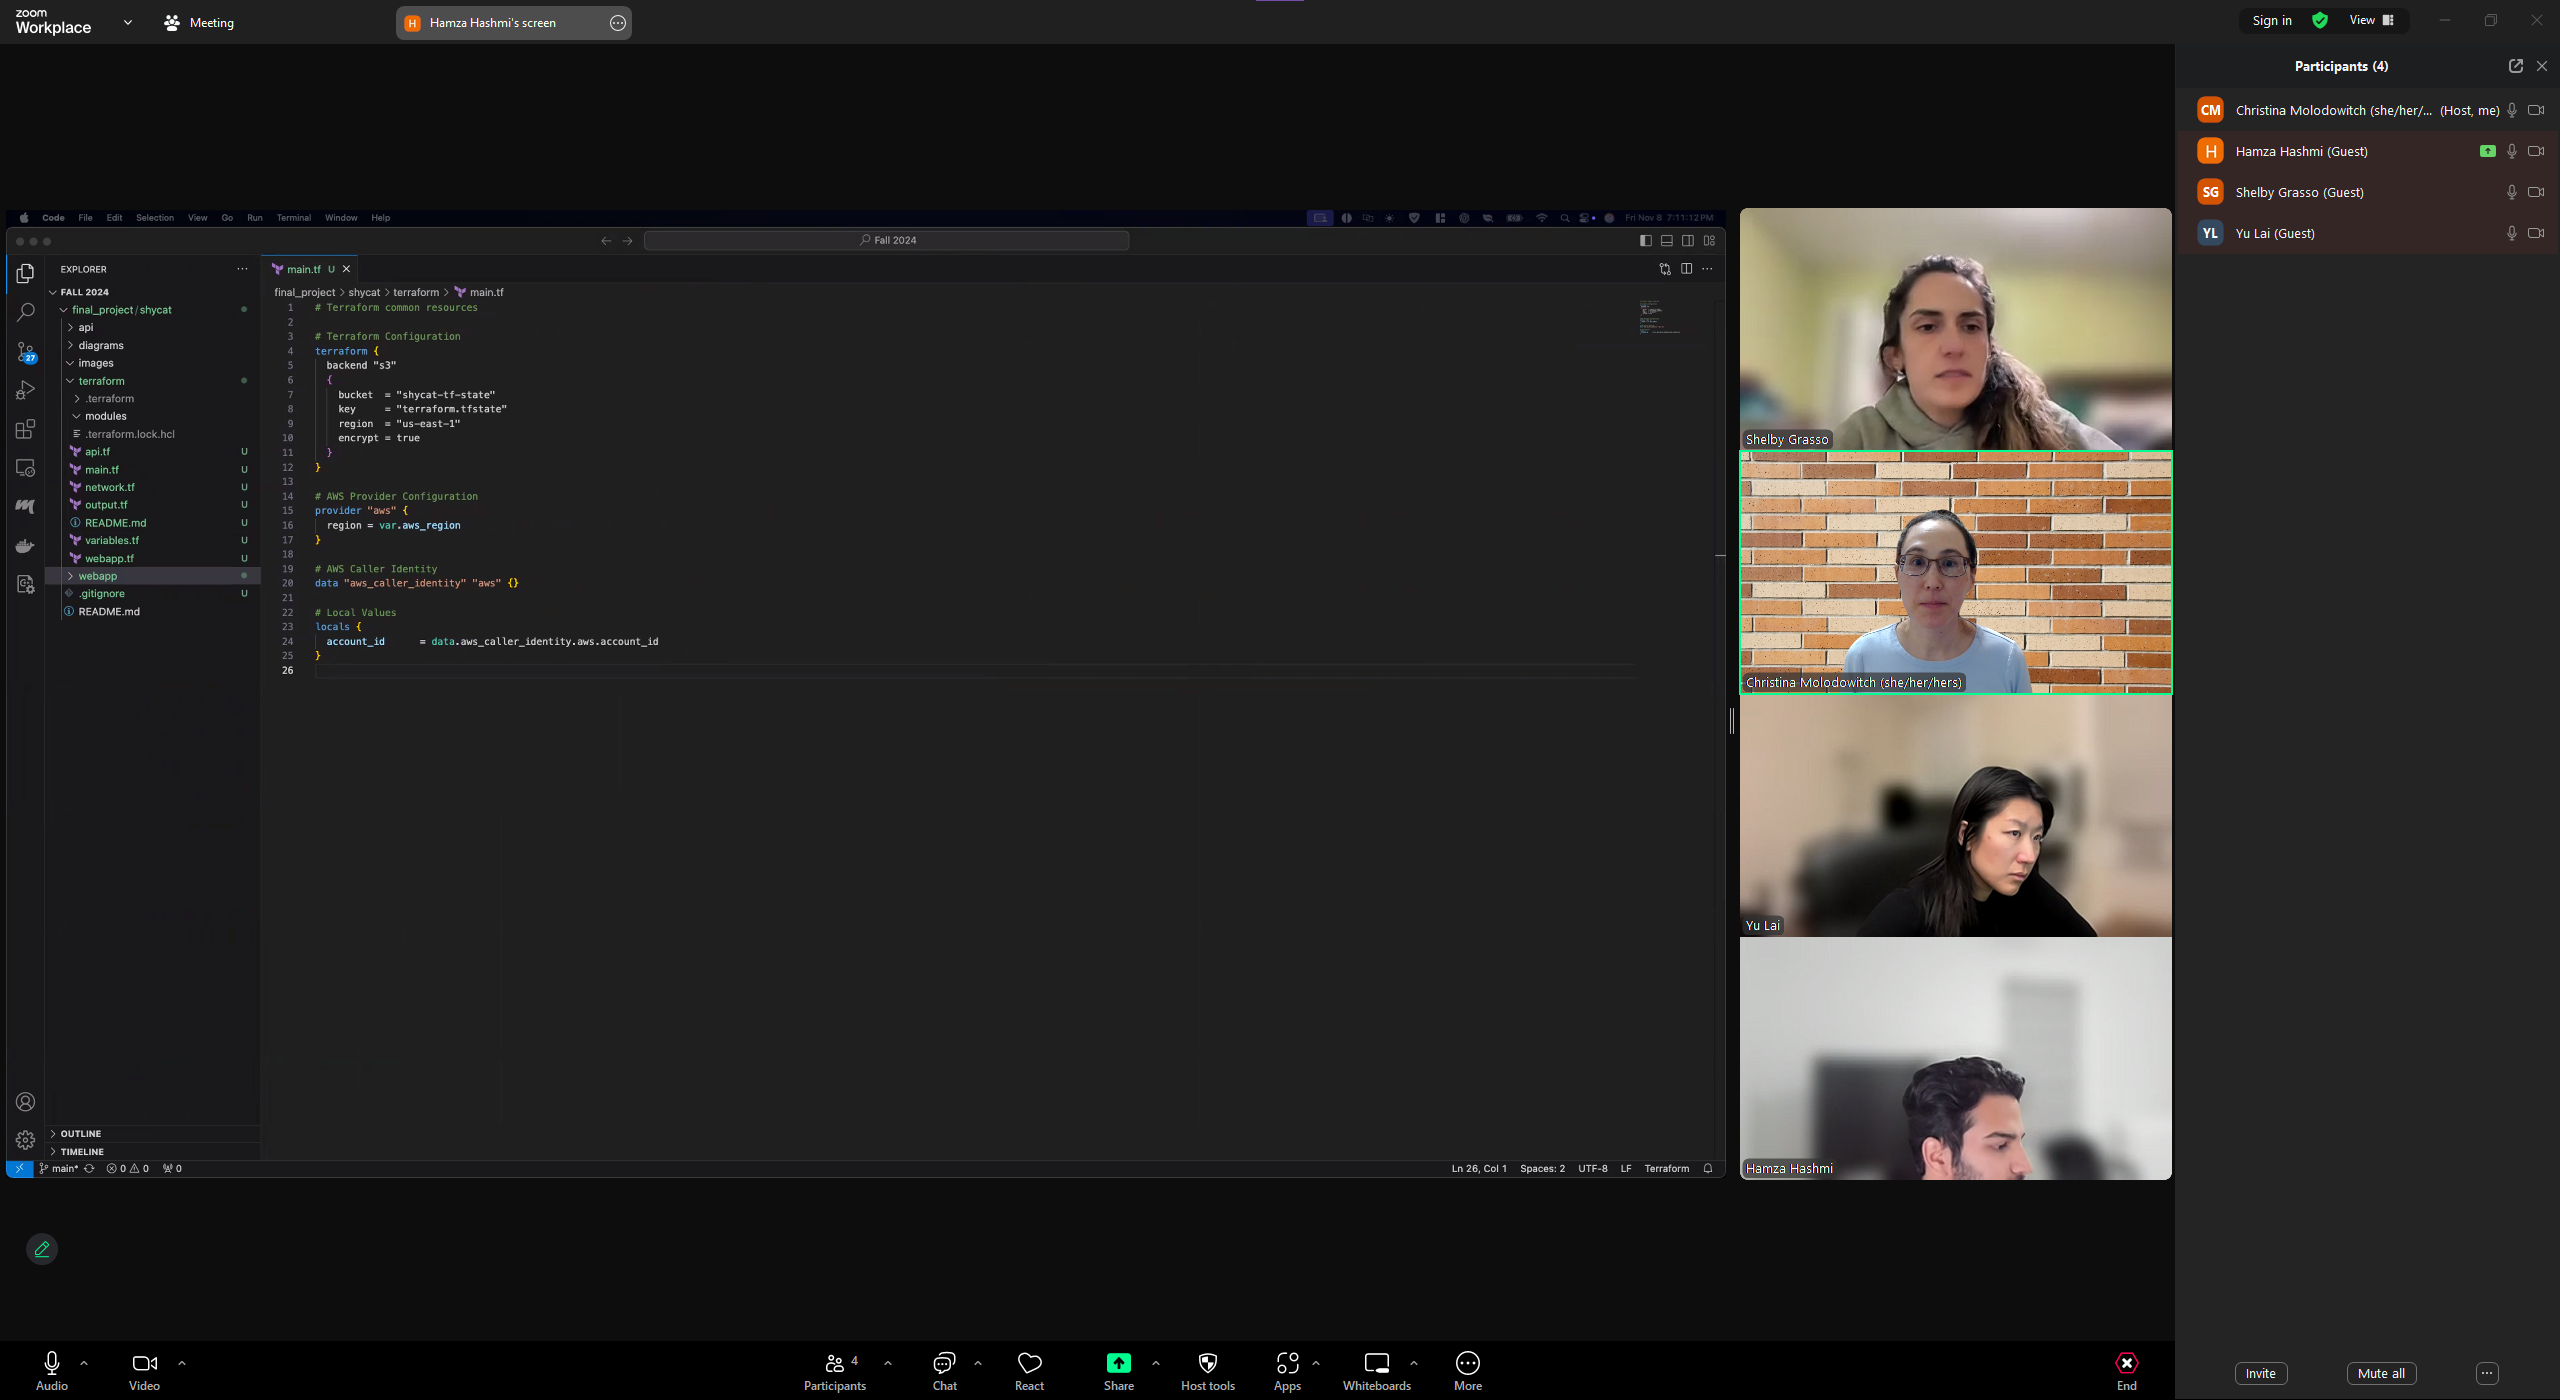 zoom
Workplace
Meeting
H Hamza Hashmi's screen
Sign in
View
Participants (4)
CM Christina Molodowitch (she/her/... (Host, me)
H Hamza Hashmi (Guest)
SG Shelby Grasso (Guest)
YL Yu Lai (Guest)
Code File Edit Selection View Go Run Terminal Window Help
Fri Nov 8 7:11:12 PM
Fall 2024
EXPLORER
FALL 2024
final_project / shycat
api
diagrams
images
terraform
.terraform
modules
.terraform.lock.hcl
api.tf U
main.tf U
network.tf U
output.tf U
README.md U
variables.tf U
webapp.tf U
webapp
.gitignore U
README.md
27
OUTLINE
TIMELINE
main.tf U
final_project > shycat > terraform > main.tf
1 # Terraform common resources
2
3 # Terraform Configuration
4 terraform {
5 backend "s3"
6 {
7 bucket = "shycat-tf-state"
8 key = "terraform.tfstate"
9 region = "us-east-1"
10 encrypt = true
11 }
12 }
13
14 # AWS Provider Configuration
15 provider "aws" {
16 region = var.aws_region
17 }
18
19 # AWS Caller Identity
20 data "aws_caller_identity" "aws" {}
21
22 # Local Values
23 locals {
24 account_id = data.aws_caller_identity.aws.account_id
25 }
26
main* 0 0 0
Ln 26, Col 1 Spaces: 2 UTF-8 LF Terraform
Shelby Grasso
Christina Molodowitch (she/her/hers)
Yu Lai
Hamza Hashmi
Audio
Video
4
Participants
Chat
React
Share
Host tools
Apps
Whiteboards
More
End
Invite
Mute all